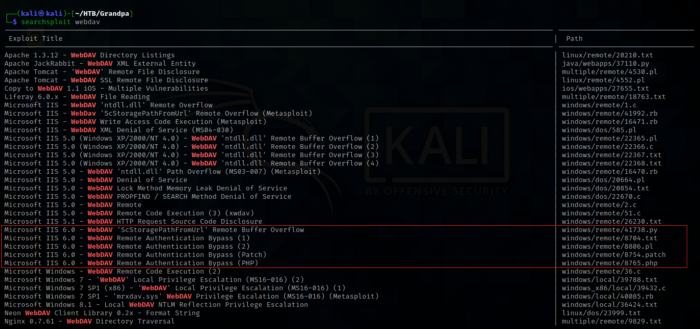 (kali㉿kali)-[~/HTB/Grandpa]
$ searchsploit webdav
Exploit Title | Path
Apache 1.3.12 - WebDAV Directory Listings | linux/remote/20210.txt
Apache JackRabbit - WebDAV XML External Entity | java/webapps/37110.py
Apache Tomcat - 'WebDAV' Remote File Disclosure | multiple/remote/4530.pl
Apache Tomcat - WebDAV SSL Remote File Disclosure | linux/remote/4552.pl
Copy to WebDAV 1.1 iOS - Multiple Vulnerabilities | ios/webapps/27655.txt
Liferay 6.0.x - WebDAV File Reading | multiple/remote/18763.txt
Microsoft IIS - WebDAV 'ntdll.dll' Remote Overflow | windows/remote/1.c
Microsoft IIS - WebDav 'ScStoragePathFromUrl' Remote Overflow (Metasploit) | windows/remote/41992.rb
Microsoft IIS - WebDAV Write Access Code Execution (Metasploit) | windows/remote/16471.rb
Microsoft IIS - WebDAV XML Denial of Service (MS04-030) | windows/dos/585.pl
Microsoft IIS 5.0 (Windows XP/2000/NT 4.0) - WebDAV 'ntdll.dll' Remote Buffer Overflow (1) | windows/remote/22365.pl
Microsoft IIS 5.0 (Windows XP/2000/NT 4.0) - WebDAV 'ntdll.dll' Remote Buffer Overflow (2) | windows/remote/22366.c
Microsoft IIS 5.0 (Windows XP/2000/NT 4.0) - WebDAV 'ntdll.dll' Remote Buffer Overflow (3) | windows/remote/22367.txt
Microsoft IIS 5.0 (Windows XP/2000/NT 4.0) - WebDAV 'ntdll.dll' Remote Buffer Overflow (4) | windows/remote/22368.txt
Microsoft IIS 5.0 - WebDAV 'ntdll.dll' Path Overflow (MS03-007) (Metasploit) | windows/remote/16470.rb
Microsoft IIS 5.0 - WebDAV Denial of Service | windows/dos/20664.pl
Microsoft IIS 5.0 - WebDAV Lock Method Memory Leak Denial of Service | windows/dos/20854.txt
Microsoft IIS 5.0 - WebDAV PROPFIND / SEARCH Method Denial of Service | windows/dos/22670.c
Microsoft IIS 5.0 - WebDAV Remote | windows/remote/2.c
Microsoft IIS 5.0 - WebDAV Remote Code Execution (3) (xwdav) | windows/remote/51.c
Microsoft IIS 5.1 - WebDAV HTTP Request Source Code Disclosure | windows/remote/26230.txt
Microsoft IIS 6.0 - WebDAV 'ScStoragePathFromUrl' Remote Buffer Overflow | windows/remote/41738.py
Microsoft IIS 6.0 - WebDAV Remote Authentication Bypass (1) | windows/remote/8704.txt
Microsoft IIS 6.0 - WebDAV Remote Authentication Bypass (2) | windows/remote/8806.pl
Microsoft IIS 6.0 - WebDAV Remote Authentication Bypass (Patch) | windows/remote/8754.patch
Microsoft IIS 6.0 - WebDAV Remote Authentication Bypass (PHP) | windows/remote/8765.php
Microsoft Windows - WebDAV Remote Code Execution (2) | windows/remote/36.c
Microsoft Windows 7 - 'WebDAV' Local Privilege Escalation (MS16-016) (2) | windows/local/39788.txt
Microsoft Windows 7 SP1 (x86) - 'WebDAV' Local Privilege Escalation (MS16-016) (1) | windows_x86/local/39432.c
Microsoft Windows 7 SP1 - 'mrxdav.sys' WebDAV Privilege Escalation (MS16-016) (Metasploit) | windows/local/40085.rb
Microsoft Windows 8.1 - Local WebDAV NTLM Reflection Privilege Escalation | windows/local/36424.txt
Neon WebDAV Client Library 0.2x - Format String | linux/dos/23999.txt
Nginx 0.7.61 - WebDAV Directory Traversal | multiple/remote/9829.txt
KALI
BY OFFENSIVE SECURITY